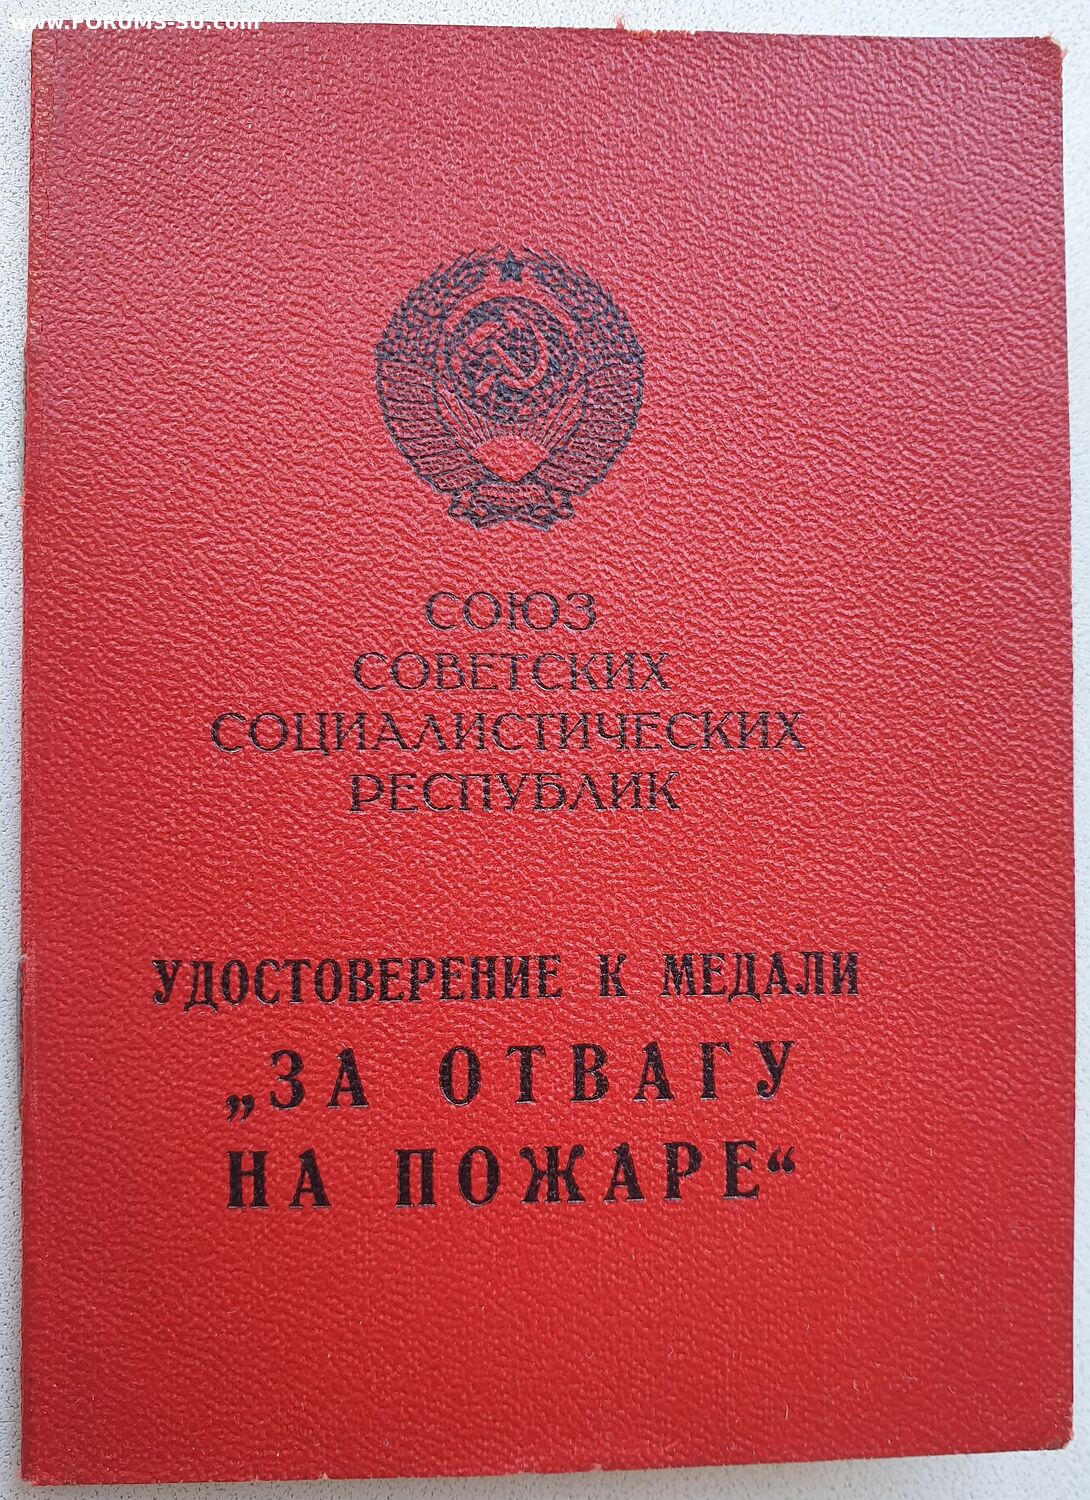 www.FORUMS-SU.com
СОЮЗ
СОВЕТСКИХ
СОЦИАЛИСТИЧЕСКИХ
РЕСПУБЛИК
УДОСТОВЕРЕНИЕ К МЕДАЛИ
„ЗА ОТВАГУ
НА ПОЖАРЕ“